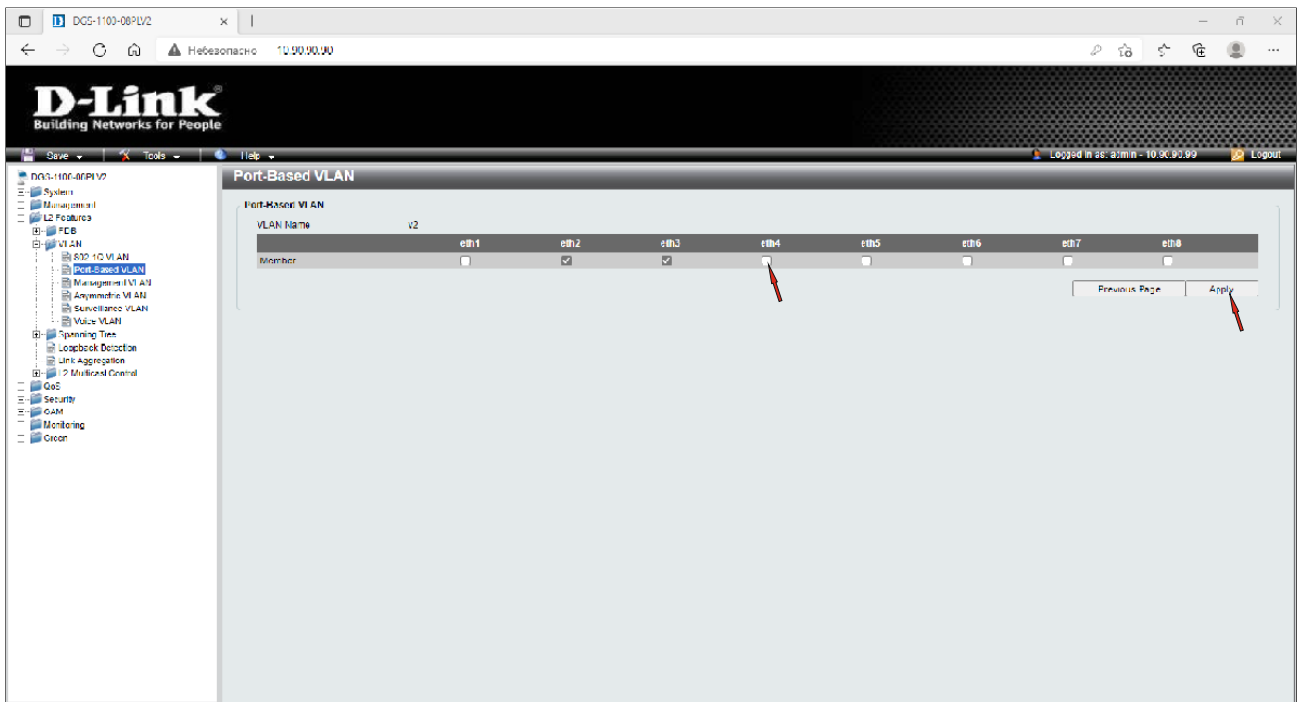 DGS-1100-08PLV2
Небезопасно 10.90.90.90
D-Link
Building Networks for People
Save Tools Help Logged in as: admin - 10.90.90.99 Logout
DGS-1100-08PLV2
System
Management
L2 Features
FDB
VLAN
802.1Q VLAN
Port-Based VLAN
Management VLAN
Asymmetric VLAN
Surveillance VLAN
Voice VLAN
Spanning Tree
Loopback Detection
Link Aggregation
L2 Multicast Control
QoS
Security
OAM
Monitoring
Green
Port-Based VLAN
Port-Based VLAN
VLAN Name v2
eth1 eth2 eth3 eth4 eth5 eth6 eth7 eth8
Member
Previous Page Apply